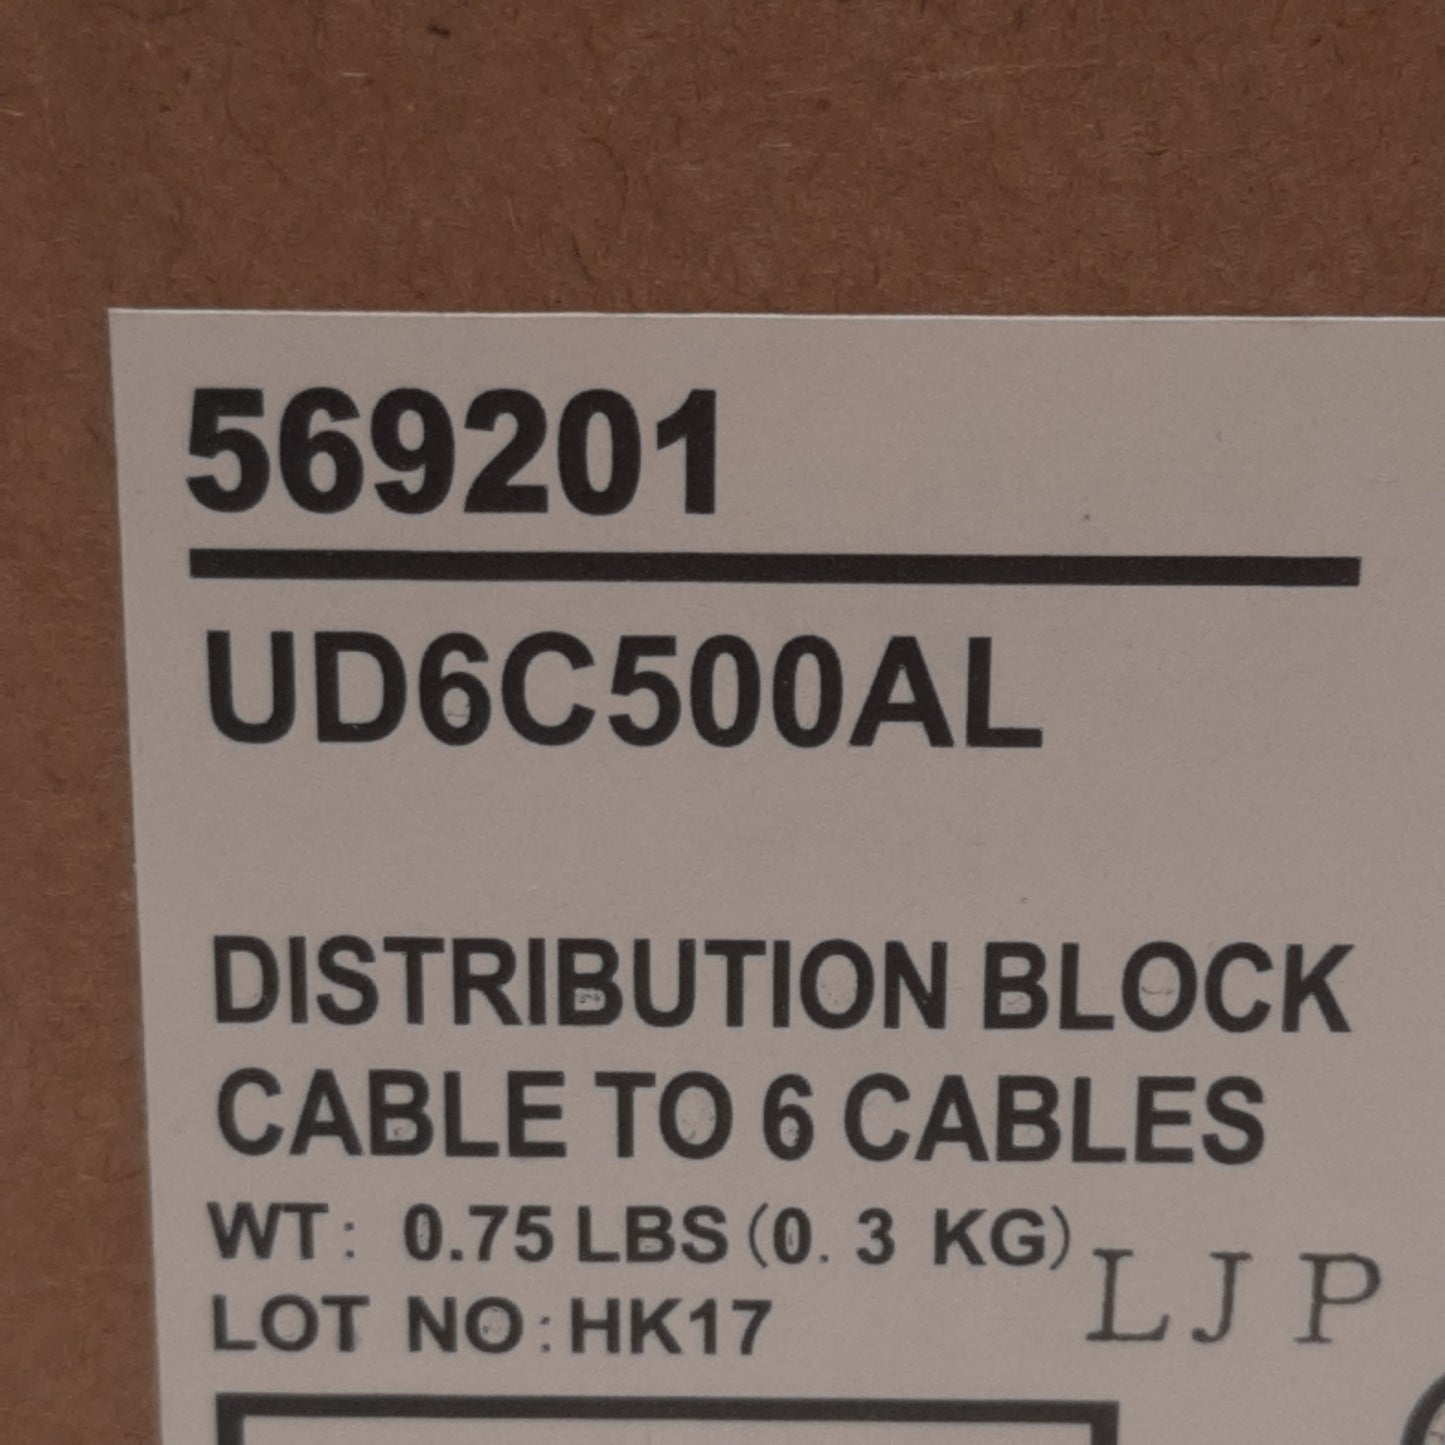 569201
UD6C500AL
DISTRIBUTION BLOCK
CABLE TO 6 CABLES
WT: 0.75 LBS (0. 3 KG)
LJP
LOT NO:HK17